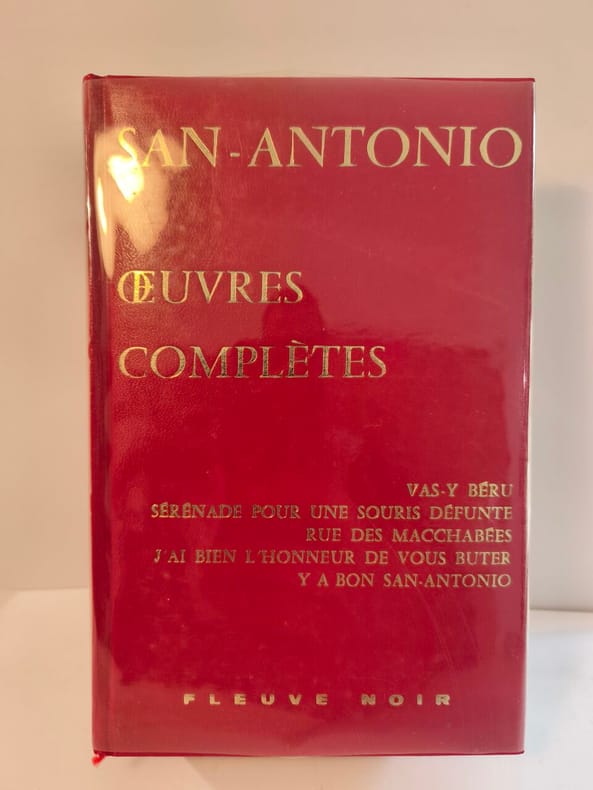 SAN-ANTONIO
ŒUVRES
COMPLÈTES
VAS-Y BÉRU
SÉRÉNADE POUR UNE SOURIS DÉFUNTE
RUE DES MACCHABÉES
J'AI BIEN L'HONNEUR DE VOUS BUTER
Y A BON SAN-ANTONIO
FLEUVE NOIR